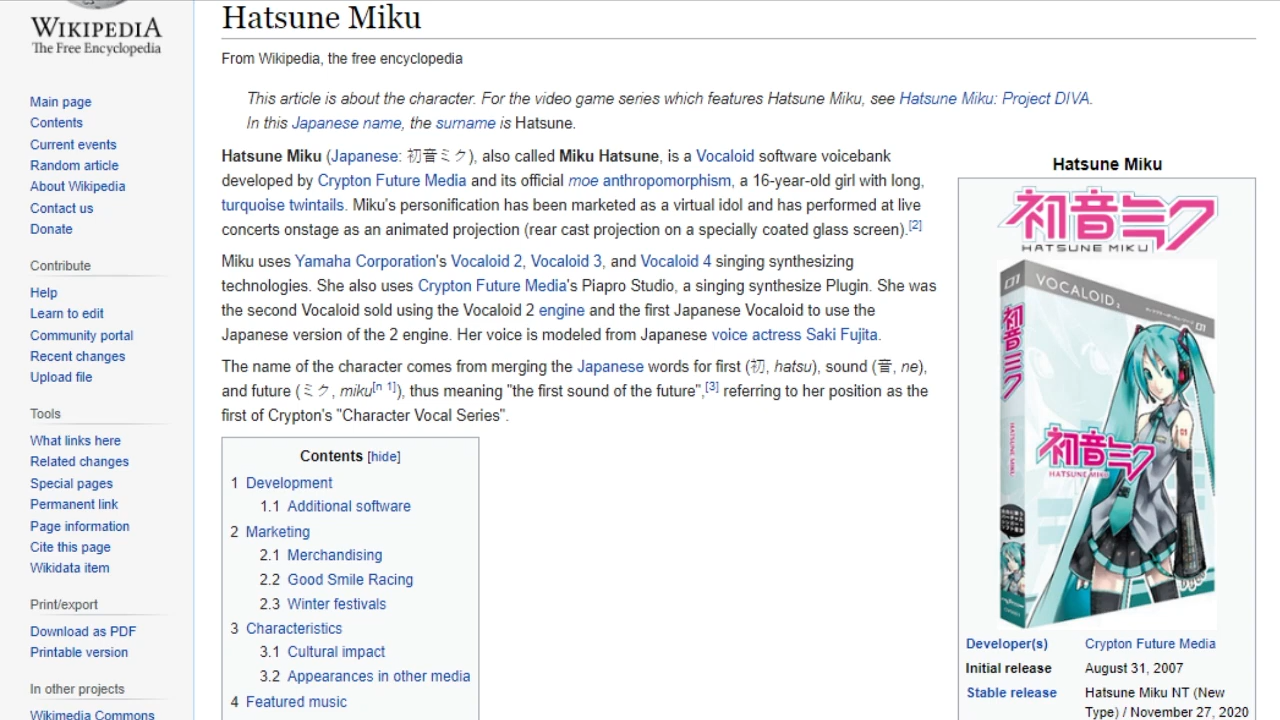 WIKIPEDIA
The Free Encyclopedia
Main page
Contents
Current events
Random article
About Wikipedia
Contact us
Donate
Contribute
Help
Learn to edit
Community portal
Recent changes
Upload file
Tools
What links here
Related changes
Special pages
Permanent link
Page information
Cite this page
Wikidata item
Print/export
Download as PDF
Printable version
In other projects
Wikimedia Commons
Hatsune Miku
From Wikipedia, the free encyclopedia
This article is about the character. For the video game series which features Hatsune Miku, see Hatsune Miku: Project DIVA.
In this Japanese name, the surname is Hatsune.
Hatsune Miku (Japanese: 初音ミク), also called Miku Hatsune, is a Vocaloid software voicebank
developed by Crypton Future Media and its official moe anthropomorphism, a 16-year-old girl with long,
turquoise twintails. Miku's personification has been marketed as a virtual idol and has performed at live
concerts onstage as an animated projection (rear cast projection on a specially coated glass screen).[2]
Miku uses Yamaha Corporation's Vocaloid 2, Vocaloid 3, and Vocaloid 4 singing synthesizing
technologies. She also uses Crypton Future Media's Piapro Studio, a singing synthesize Plugin. She was
the second Vocaloid sold using the Vocaloid 2 engine and the first Japanese Vocaloid to use the
Japanese version of the 2 engine. Her voice is modeled from Japanese voice actress Saki Fujita.
The name of the character comes from merging the Japanese words for first (初, hatsu), sound (音, ne),
and future (ミク, miku[n 1]), thus meaning "the first sound of the future",[3] referring to her position as the
first of Crypton's "Character Vocal Series".
Contents [hide]
1 Development
1.1 Additional software
2 Marketing
2.1 Merchandising
2.2 Good Smile Racing
2.3 Winter festivals
3 Characteristics
3.1 Cultural impact
3.2 Appearances in other media
4 Featured music
Hatsune Miku
初音ミク
HATSUNE MIKU
01 VOCALOID2
01
初音ミク
HATSUNE MIKU
初音ミク
HATSUNE MIKU
01
Developer(s) Crypton Future Media
Initial release August 31, 2007
Stable release Hatsune Miku NT (New
Type) / November 27, 2020